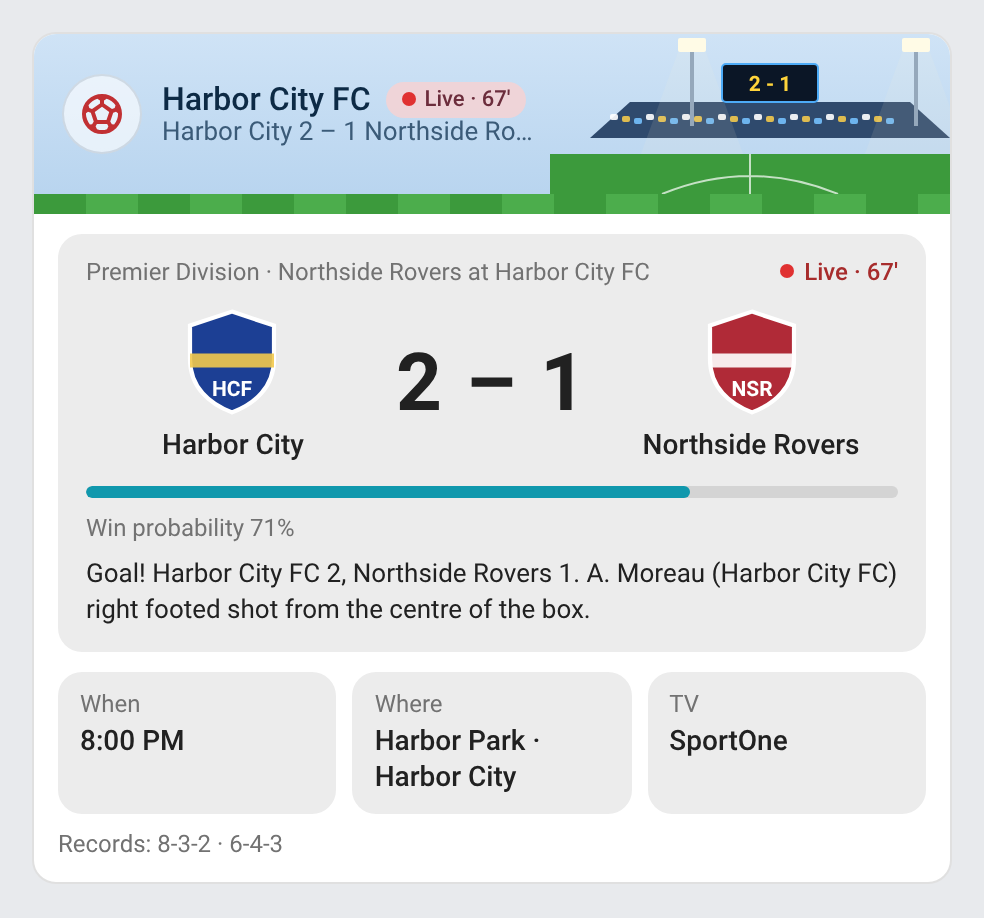 Harbor City FC
Live · 67'
Harbor City 2 – 1 Northside Ro...
2 - 1
Premier Division · Northside Rovers at Harbor City FC
Live · 67'
HCF
2 – 1
NSR
Harbor City
Northside Rovers
Win probability 71%
Goal! Harbor City FC 2, Northside Rovers 1. A. Moreau (Harbor City FC)
right footed shot from the centre of the box.
When
8:00 PM
Where
Harbor Park ·
Harbor City
TV
SportOne
Records: 8-3-2 · 6-4-3